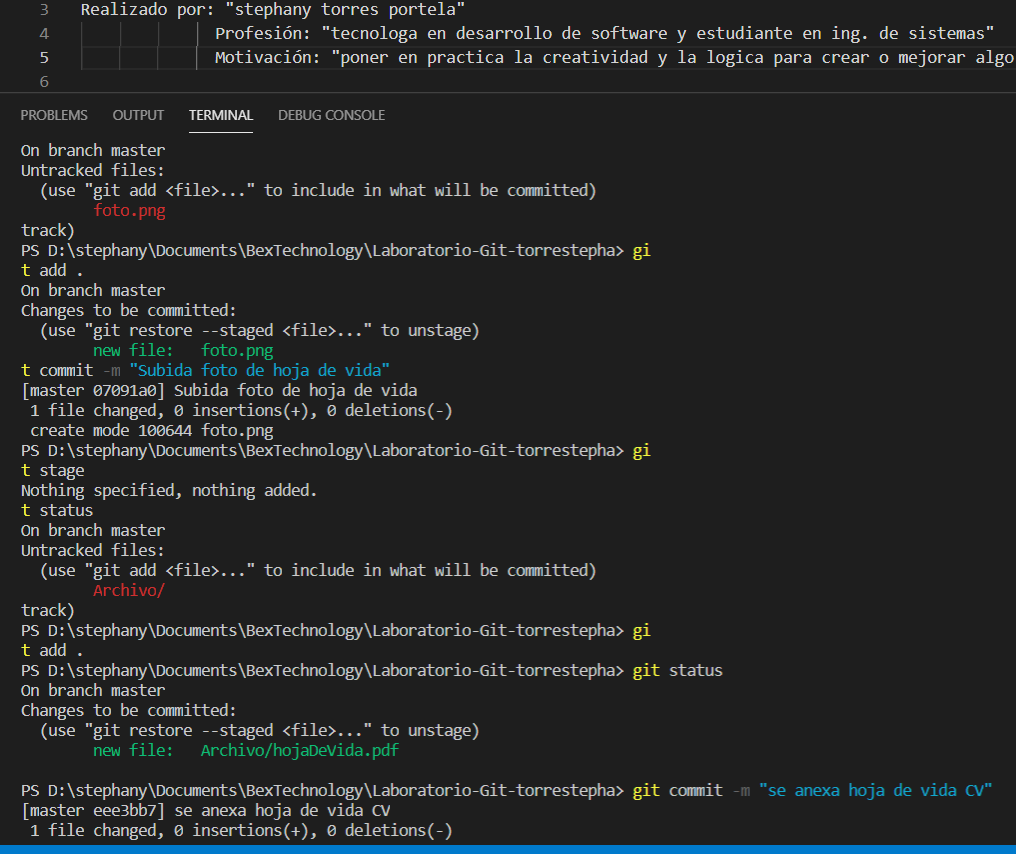 3 Realizado por: "stephany torres portela"
4 Profesión: "tecnologa en desarrollo de software y estudiante en ing. de sistemas"
5 Motivación: "poner en practica la creatividad y la logica para crear o mejorar algo
6
PROBLEMS OUTPUT TERMINAL DEBUG CONSOLE
On branch master
Untracked files:
(use "git add <file>..." to include in what will be committed)
foto.png
track)
PS D:\stephany\Documents\BexTechnology\Laboratorio-Git-torrestepha> gi
t add .
On branch master
Changes to be committed:
(use "git restore --staged <file>..." to unstage)
new file: foto.png
t commit -m "Subida foto de hoja de vida"
[master 07091a0] Subida foto de hoja de vida
1 file changed, 0 insertions(+), 0 deletions(-)
create mode 100644 foto.png
PS D:\stephany\Documents\BexTechnology\Laboratorio-Git-torrestepha> gi
t stage
Nothing specified, nothing added.
t status
On branch master
Untracked files:
(use "git add <file>..." to include in what will be committed)
Archivo/
track)
PS D:\stephany\Documents\BexTechnology\Laboratorio-Git-torrestepha> gi
t add .
PS D:\stephany\Documents\BexTechnology\Laboratorio-Git-torrestepha> git status
On branch master
Changes to be committed:
(use "git restore --staged <file>..." to unstage)
new file: Archivo/hojaDeVida.pdf
PS D:\stephany\Documents\BexTechnology\Laboratorio-Git-torrestepha> git commit -m "se anexa hoja de vida CV"
[master eee3bb7] se anexa hoja de vida CV
1 file changed, 0 insertions(+), 0 deletions(-)